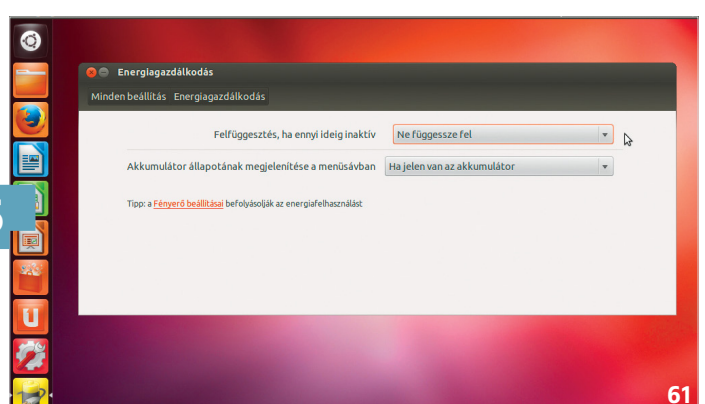 Energiagazdálkodás
Minden beállítás Energiagazdálkodás
Felfüggesztés, ha ennyi ideig inaktív Ne függessze fel
Akkumulátor állapotának megjelenítése a menüsávban Ha jelen van az akkumulátor
Tipp: a Fényerő beállításai befolyásolják az energiafelhasználást
61